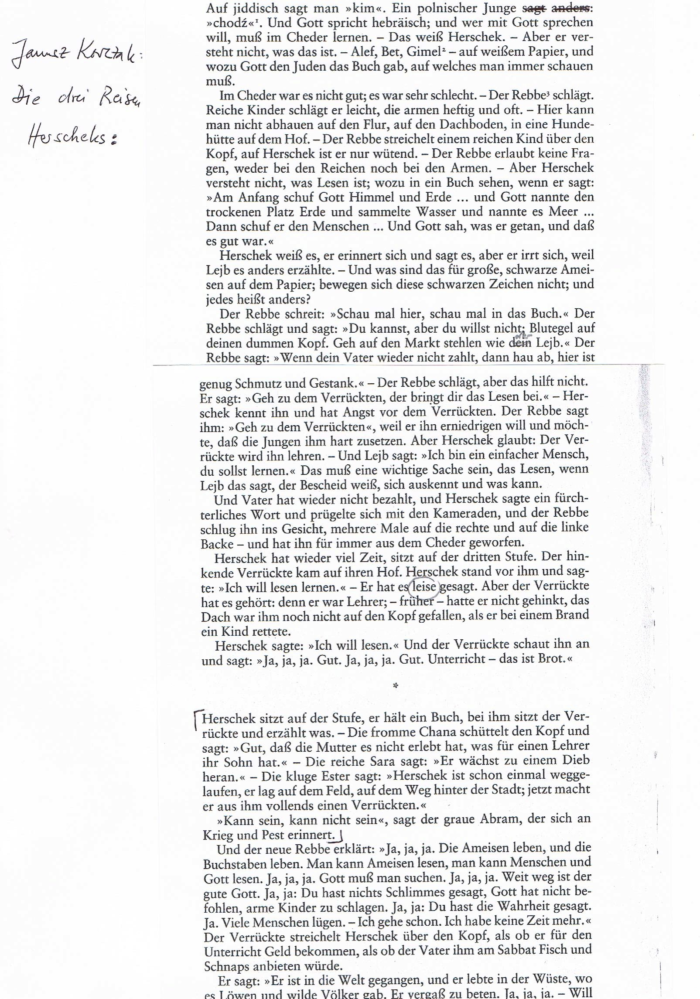 Janusz Korczak:
Die drei Reisen
Herscheks:
Auf jiddisch sagt man »kim«. Ein polnischer Junge sagt anders:
»chodź«¹. Und Gott spricht hebräisch; und wer mit Gott sprechen
will, muß im Cheder lernen. – Das weiß Herschek. – Aber er ver-
steht nicht, was das ist. – Alef, Bet, Gimel² – auf weißem Papier, und
wozu Gott den Juden das Buch gab, auf welches man immer schauen
muß.
Im Cheder war es nicht gut; es war sehr schlecht. – Der Rebbe³ schlägt.
Reiche Kinder schlägt er leicht, die armen heftig und oft. – Hier kann
man nicht abhauen auf den Flur, auf den Dachboden, in eine Hunde-
hütte auf dem Hof. – Der Rebbe streichelt einem reichen Kind über den
Kopf, auf Herschek ist er nur wütend. – Der Rebbe erlaubt keine Fra-
gen, weder bei den Reichen noch bei den Armen. – Aber Herschek
versteht nicht, was Lesen ist; wozu in ein Buch sehen, wenn er sagt:
»Am Anfang schuf Gott Himmel und Erde ... und Gott nannte den
trockenen Platz Erde und sammelte Wasser und nannte es Meer ...
Dann schuf er den Menschen ... Und Gott sah, was er getan, und daß
es gut war.«
Herschek weiß es, er erinnert sich und sagt es, aber er irrt sich, weil
Lejb es anders erzählte. – Und was sind das für große, schwarze Amei-
sen auf dem Papier; bewegen sich diese schwarzen Zeichen nicht; und
jedes heißt anders?
Der Rebbe schreit: »Schau mal hier, schau mal in das Buch.« Der
Rebbe schlägt und sagt: »Du kannst, aber du willst nicht; Blutegel auf
der
deinen dummen Kopf. Geh auf den Markt stehlen wie dein Lejb.« Der
Rebbe sagt: »Wenn dein Vater wieder nicht zahlt, dann hau ab, hier ist
genug Schmutz und Gestank.« – Der Rebbe schlägt, aber das hilft nicht.
Er sagt: »Geh zu dem Verrückten, der bringt dir das Lesen bei.« – Her-
schek kennt ihn und hat Angst vor dem Verrückten. Der Rebbe sagt
ihm: »Geh zu dem Verrückten«, weil er ihn erniedrigen will und möch-
te, daß die Jungen ihm hart zusetzen. Aber Herschek glaubt: Der Ver-
rückte wird ihn lehren. – Und Lejb sagt: »Ich bin ein einfacher Mensch,
du sollst lernen.« Das muß eine wichtige Sache sein, das Lesen, wenn
Lejb das sagt, der Bescheid weiß, sich auskennt und was kann.
Und Vater hat wieder nicht bezahlt, und Herschek sagte ein fürch-
terliches Wort und prügelte sich mit den Kameraden, und der Rebbe
schlug ihn ins Gesicht, mehrere Male auf die rechte und auf die linke
Backe – und hat ihn für immer aus dem Cheder geworfen.
Herschek hat wieder viel Zeit, sitzt auf der dritten Stufe. Der hin-
kende Verrückte kam auf ihren Hof. Herschek stand vor ihm und sag-
te: »Ich will lesen lernen.« – Er hat es leise gesagt. Aber der Verrückte
hat es gehört: denn er war Lehrer; – früher – hatte er nicht gehinkt, das
Dach war ihm noch nicht auf den Kopf gefallen, als er bei einem Brand
ein Kind rettete.
Herschek sagte: »Ich will lesen.« Und der Verrückte schaut ihn an
und sagt: »Ja, ja, ja. Gut. Ja, ja, ja. Gut. Unterricht – das ist Brot.«
*
Herschek sitzt auf der Stufe, er hält ein Buch, bei ihm sitzt der Ver-
rückte und erzählt was. – Die fromme Chana schüttelt den Kopf und
sagt: »Gut, daß die Mutter es nicht erlebt hat, was für einen Lehrer
ihr Sohn hat.« – Die reiche Sara sagt: »Er wächst zu einem Dieb
heran.« – Die kluge Ester sagt: »Herschek ist schon einmal wegge-
laufen, er lag auf dem Feld, auf dem Weg hinter der Stadt; jetzt macht
er aus ihm vollends einen Verrückten.«
»Kann sein, kann nicht sein«, sagt der graue Abram, der sich an
Krieg und Pest erinnert.
Und der neue Rebbe erklärt: »Ja, ja, ja. Die Ameisen leben, und die
Buchstaben leben. Man kann Ameisen lesen, man kann Menschen und
Gott lesen. Ja, ja, ja. Gott muß man suchen. Ja, ja, ja. Weit weg ist der
gute Gott. Ja, ja: Du hast nichts Schlimmes gesagt, Gott hat nicht be-
fohlen, arme Kinder zu schlagen. Ja, ja: Du hast die Wahrheit gesagt.
Ja. Viele Menschen lügen. – Ich gehe schon. Ich habe keine Zeit mehr.«
Der Verrückte streichelt Herschek über den Kopf, als ob er für den
Unterricht Geld bekommen, als ob der Vater ihm am Sabbat Fisch und
Schnaps anbieten würde.
Er sagt: »Er ist in die Welt gegangen, und er lebte in der Wüste, wo
es Löwen und wilde Völker gab. Er vergaß zu beten. Ja, ja, ja. – Will